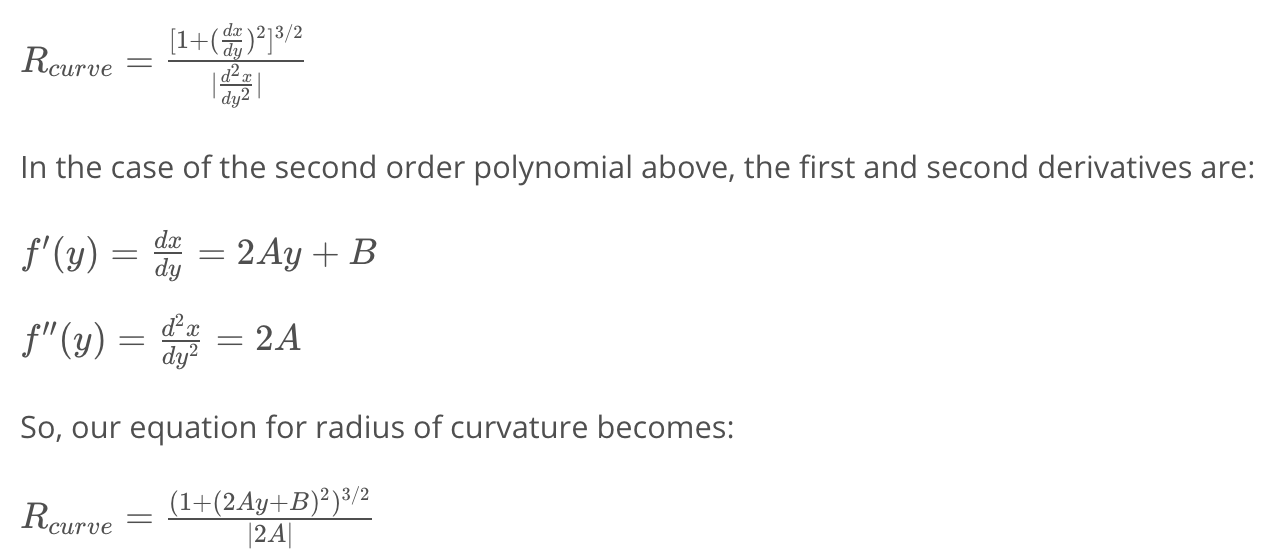 R_{curve} = \frac{[1+(\frac{dx}{dy})^2]^{3/2}}{|\frac{d^2x}{dy^2}|}
In the case of the second order polynomial above, the first and second derivatives are:
f'(y) = \frac{dx}{dy} = 2Ay + B
f''(y) = \frac{d^2x}{dy^2} = 2A
So, our equation for radius of curvature becomes:
R_{curve} = \frac{(1+(2Ay+B)^2)^{3/2}}{|2A|}